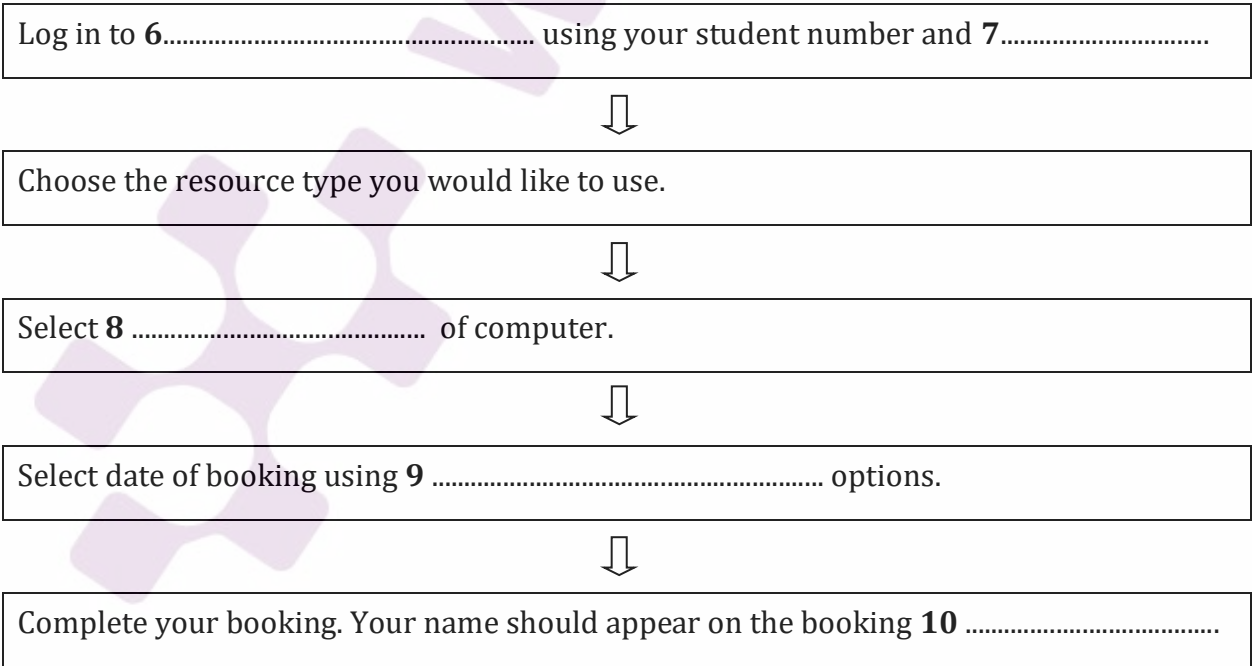 Log in to 6............................................................ using your student number and 7.................................
Choose the resource type you would like to use.
Select 8 .............................................. of computer.
Select date of booking using 9 ............................................................. options.
Complete your booking. Your name should appear on the booking 10 .......................................